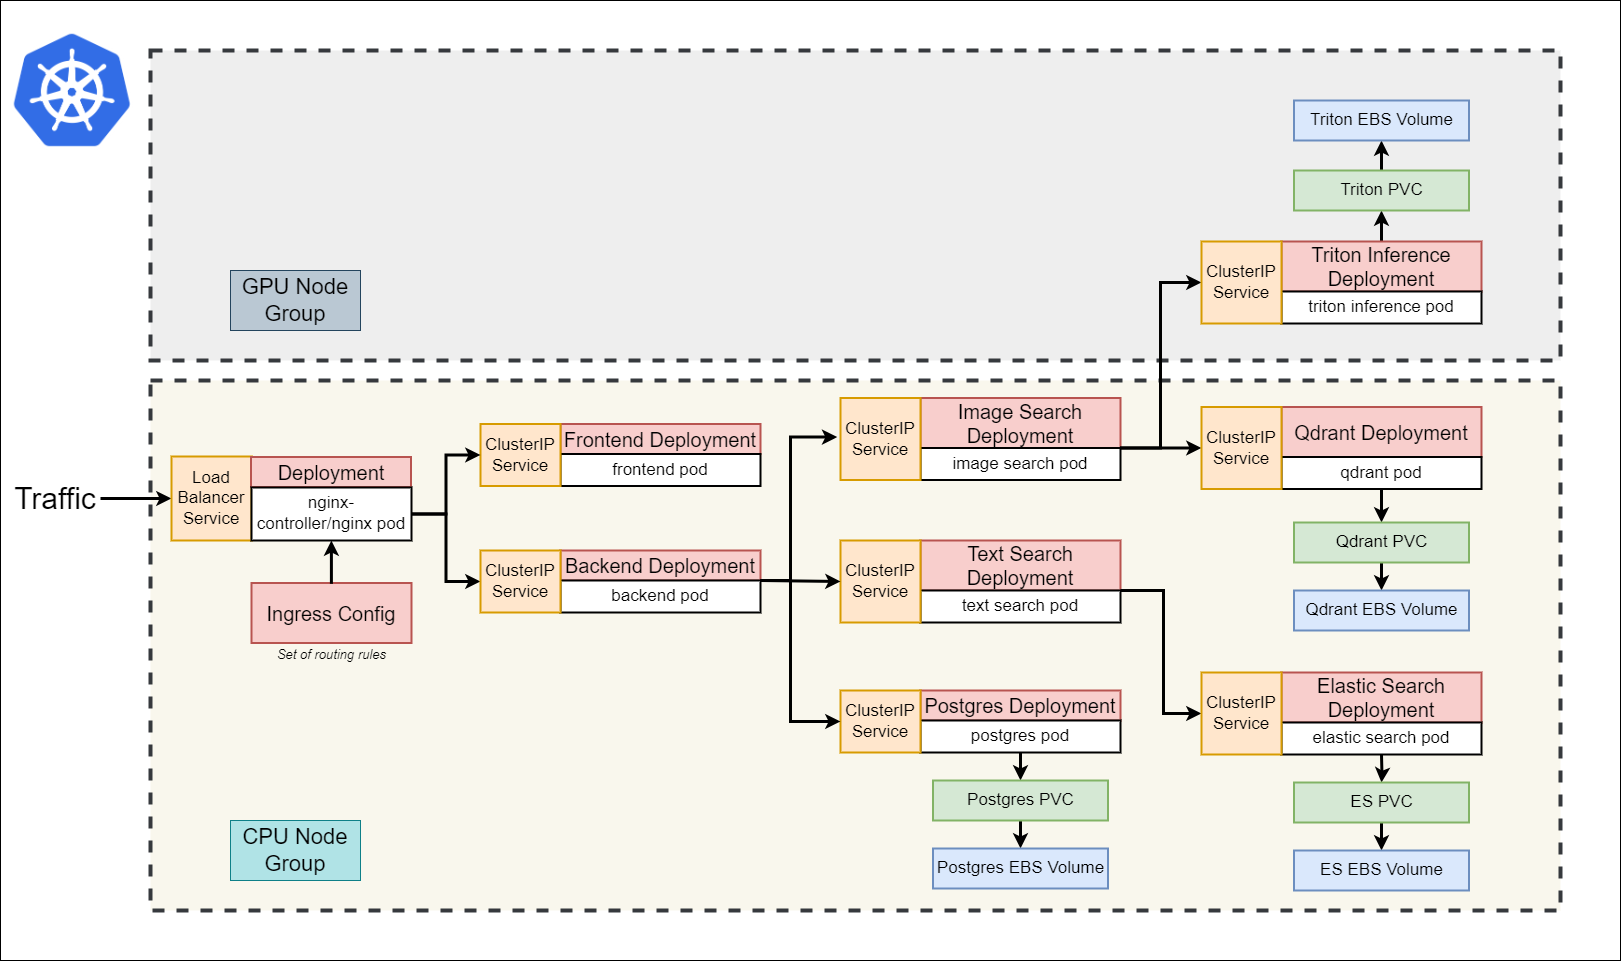 Triton EBS Volume
Triton PVC
ClusterIP
Service
Triton Inference
Deployment
triton inference pod
GPU Node
Group
Traffic
Load
Balancer
Service
Deployment
nginx-
controller/nginx pod
Ingress Config
Set of routing rules
ClusterIP
Service
Frontend Deployment
frontend pod
ClusterIP
Service
Backend Deployment
backend pod
ClusterIP
Service
Image Search
Deployment
image search pod
ClusterIP
Service
Text Search
Deployment
text search pod
ClusterIP
Service
Postgres Deployment
postgres pod
Postgres PVC
Postgres EBS Volume
ClusterIP
Service
Qdrant Deployment
qdrant pod
Qdrant PVC
Qdrant EBS Volume
ClusterIP
Service
Elastic Search
Deployment
elastic search pod
ES PVC
ES EBS Volume
CPU Node
Group